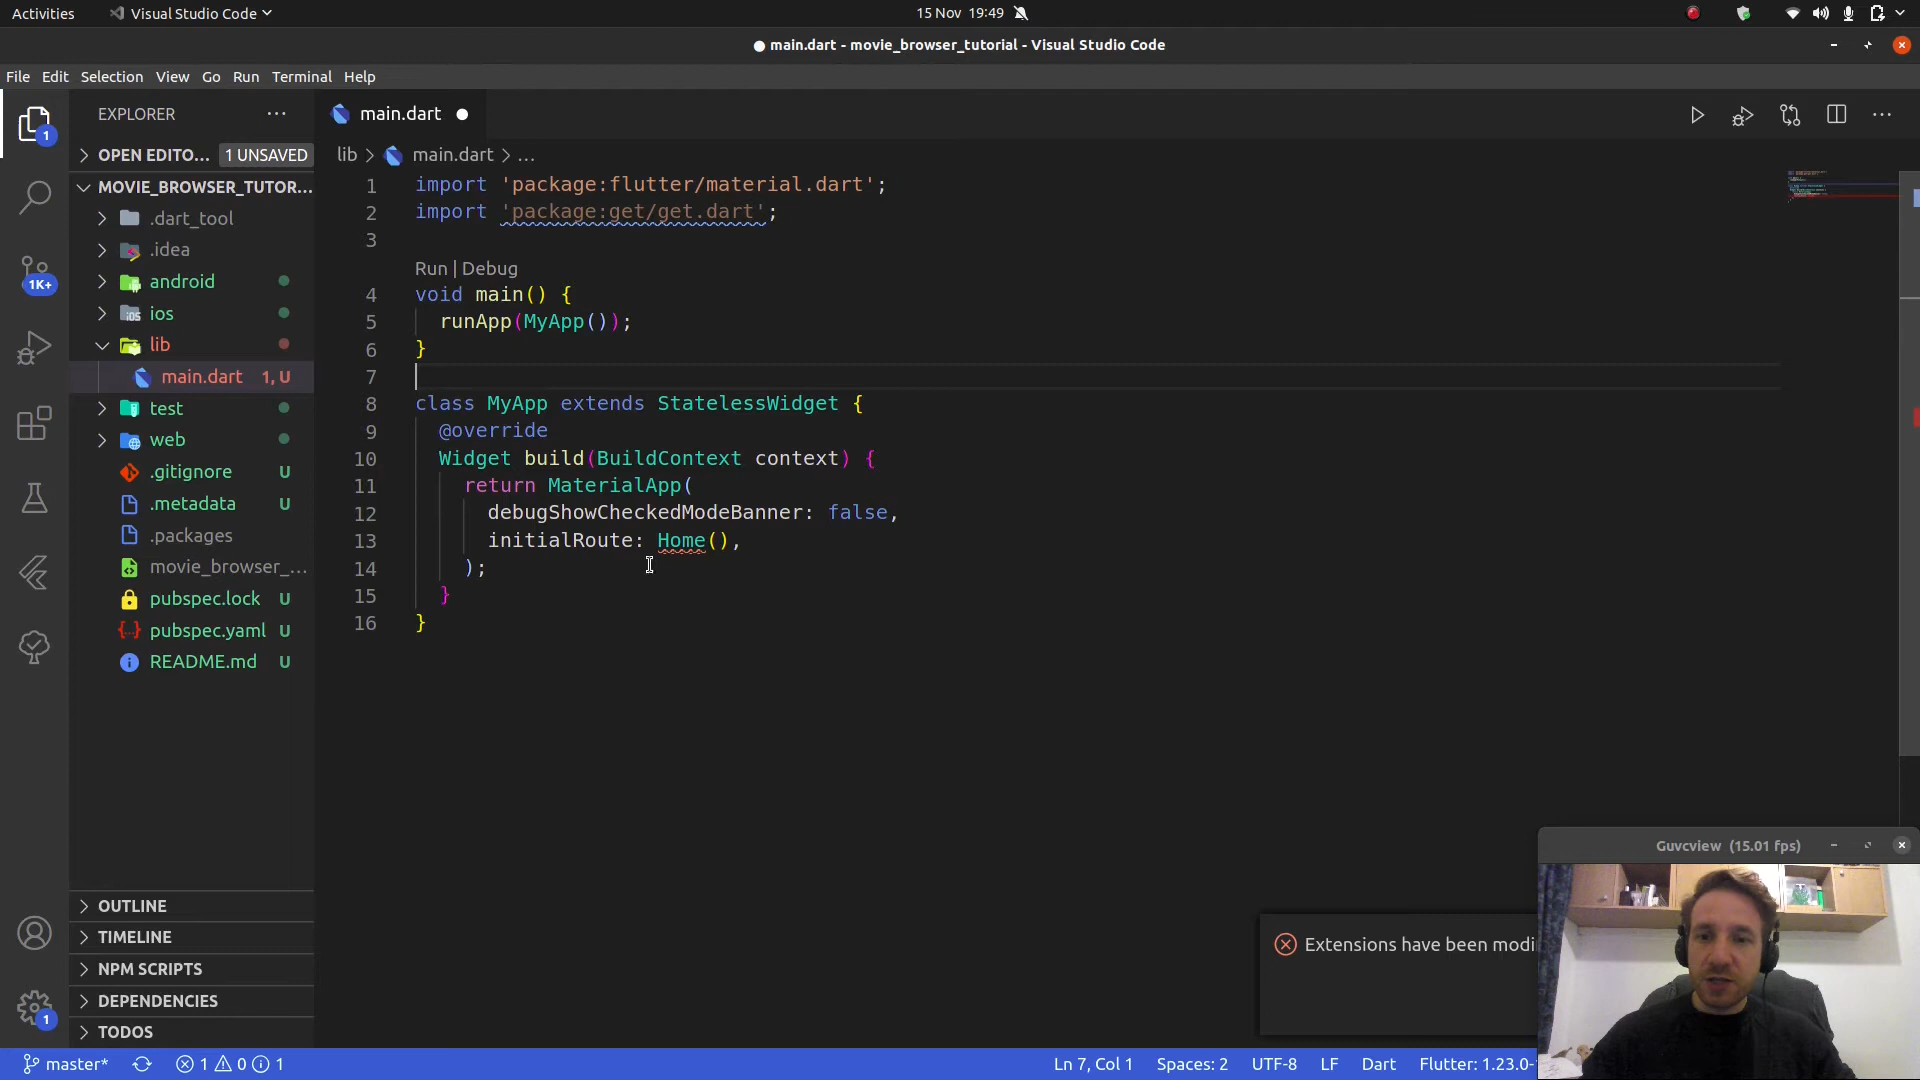 Activities
Visual Studio Code
15 Nov 19:49
main.dart - movie_browser_tutorial - Visual Studio Code
File Edit Selection View Go Run Terminal Help
EXPLORER
main.dart
OPEN EDITO... 1 UNSAVED
lib > main.dart > ...
MOVIE_BROWSER_TUTOR...
.dart_tool
.idea
android
ios
lib
main.dart 1, U
test
web
.gitignore U
.metadata U
.packages
movie_browser_...
pubspec.lock U
pubspec.yaml U
README.md U
OUTLINE
TIMELINE
NPM SCRIPTS
DEPENDENCIES
TODOS
1
1K+
1
1 import 'package:flutter/material.dart';
2 import 'package:get/get.dart';
3
Run | Debug
4 void main() {
5 runApp(MyApp());
6 }
7
8 class MyApp extends StatelessWidget {
9 @override
10 Widget build(BuildContext context) {
11 return MaterialApp(
12 debugShowCheckedModeBanner: false,
13 initialRoute: Home(),
14 );
15 }
16 }
Guvcview (15.01 fps)
Extensions have been modi
master* 1 0 1
Ln 7, Col 1 Spaces: 2 UTF-8 LF Dart Flutter: 1.23.0-